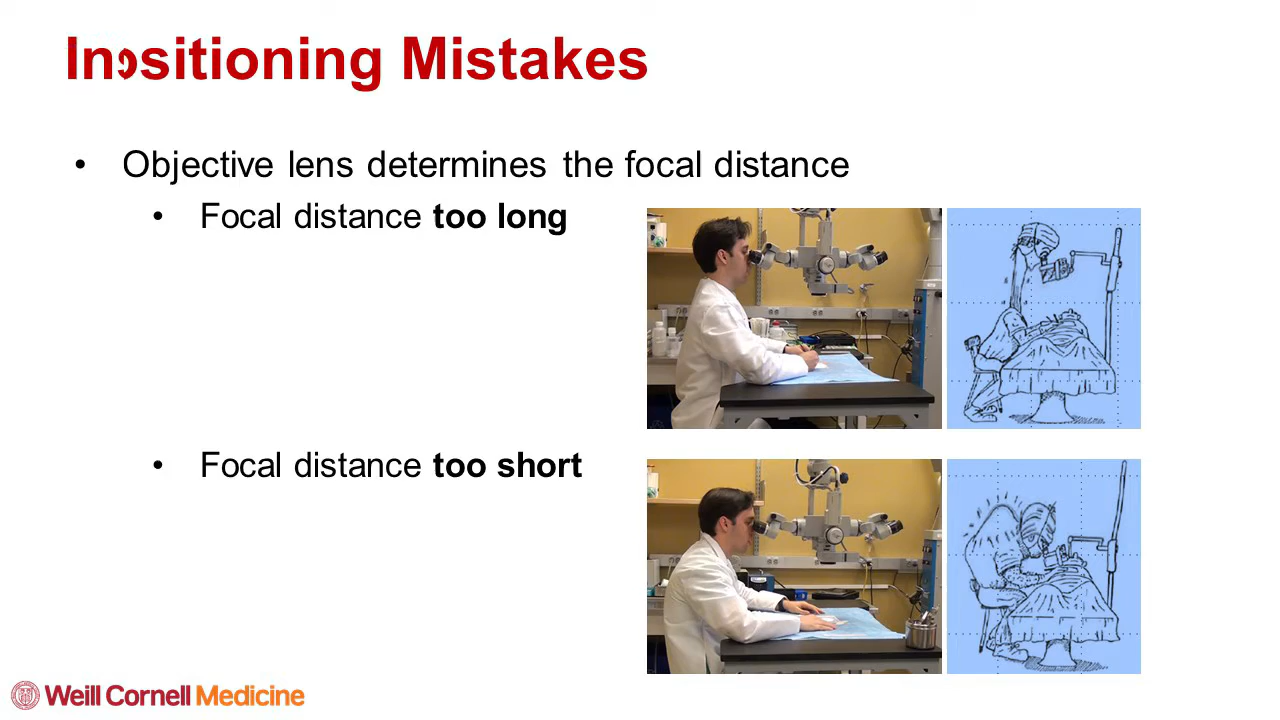 Objective lens determines the focal distance
Focal distance too long
Focal distance too short
Mistakes
Weill Cornell Medicine